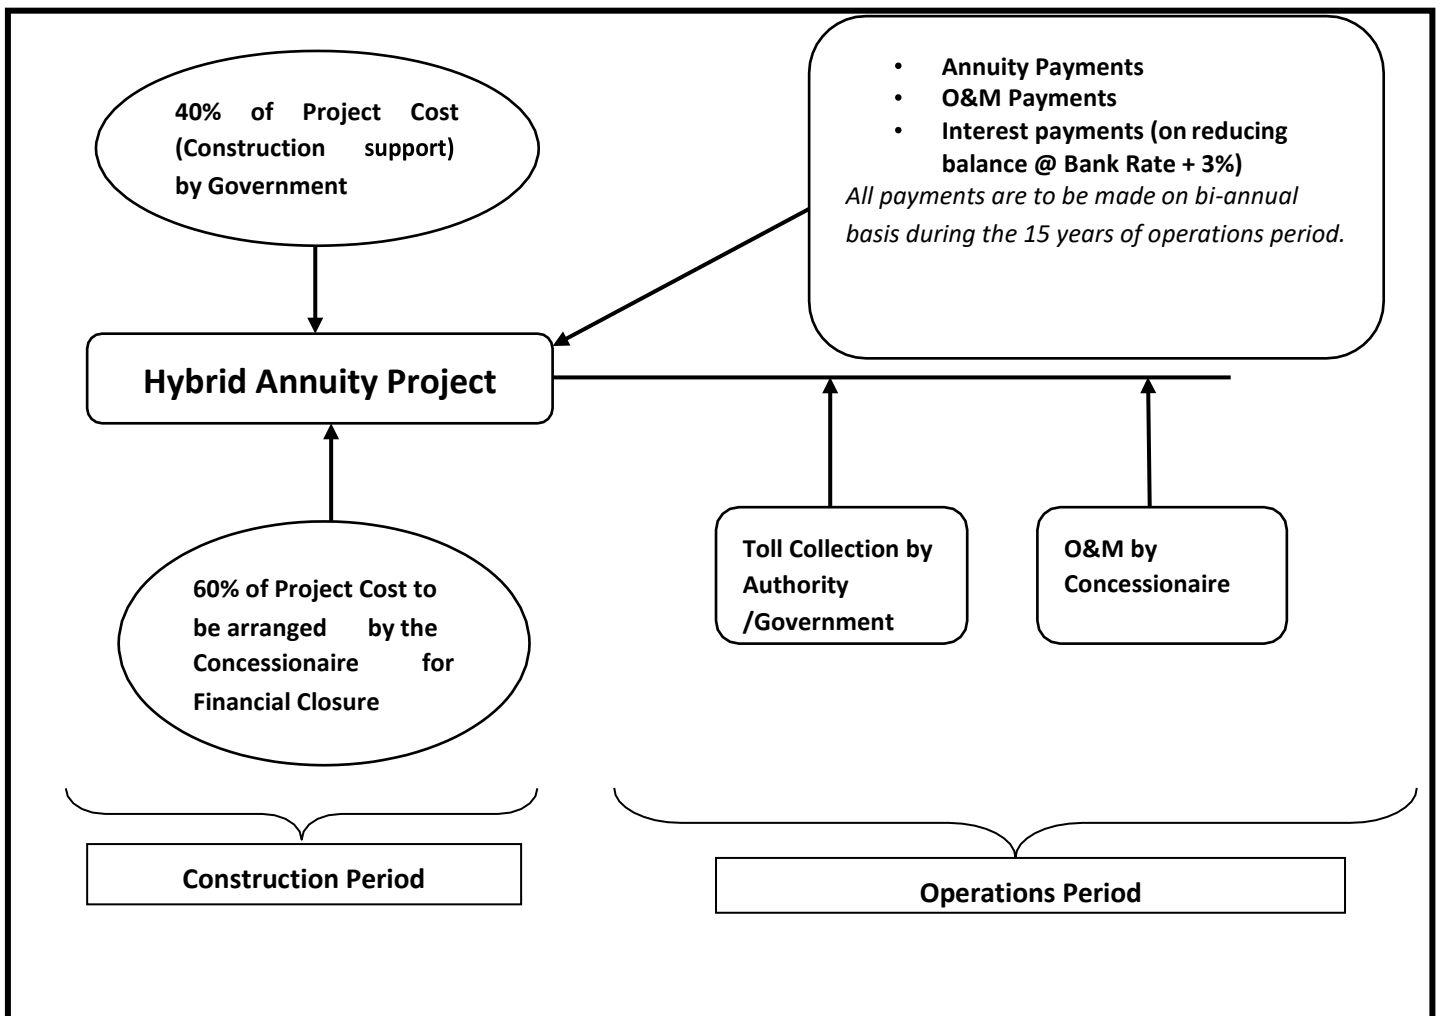 40% of Project Cost
(Construction support)
by Government
• Annuity Payments
• O&M Payments
• Interest payments (on reducing
balance @ Bank Rate + 3%)
All payments are to be made on bi-annual
basis during the 15 years of operations period.
Hybrid Annuity Project
60% of Project Cost to
be arranged by the
Concessionaire for
Financial Closure
Toll Collection by
Authority
/Government
O&M by
Concessionaire
Construction Period
Operations Period